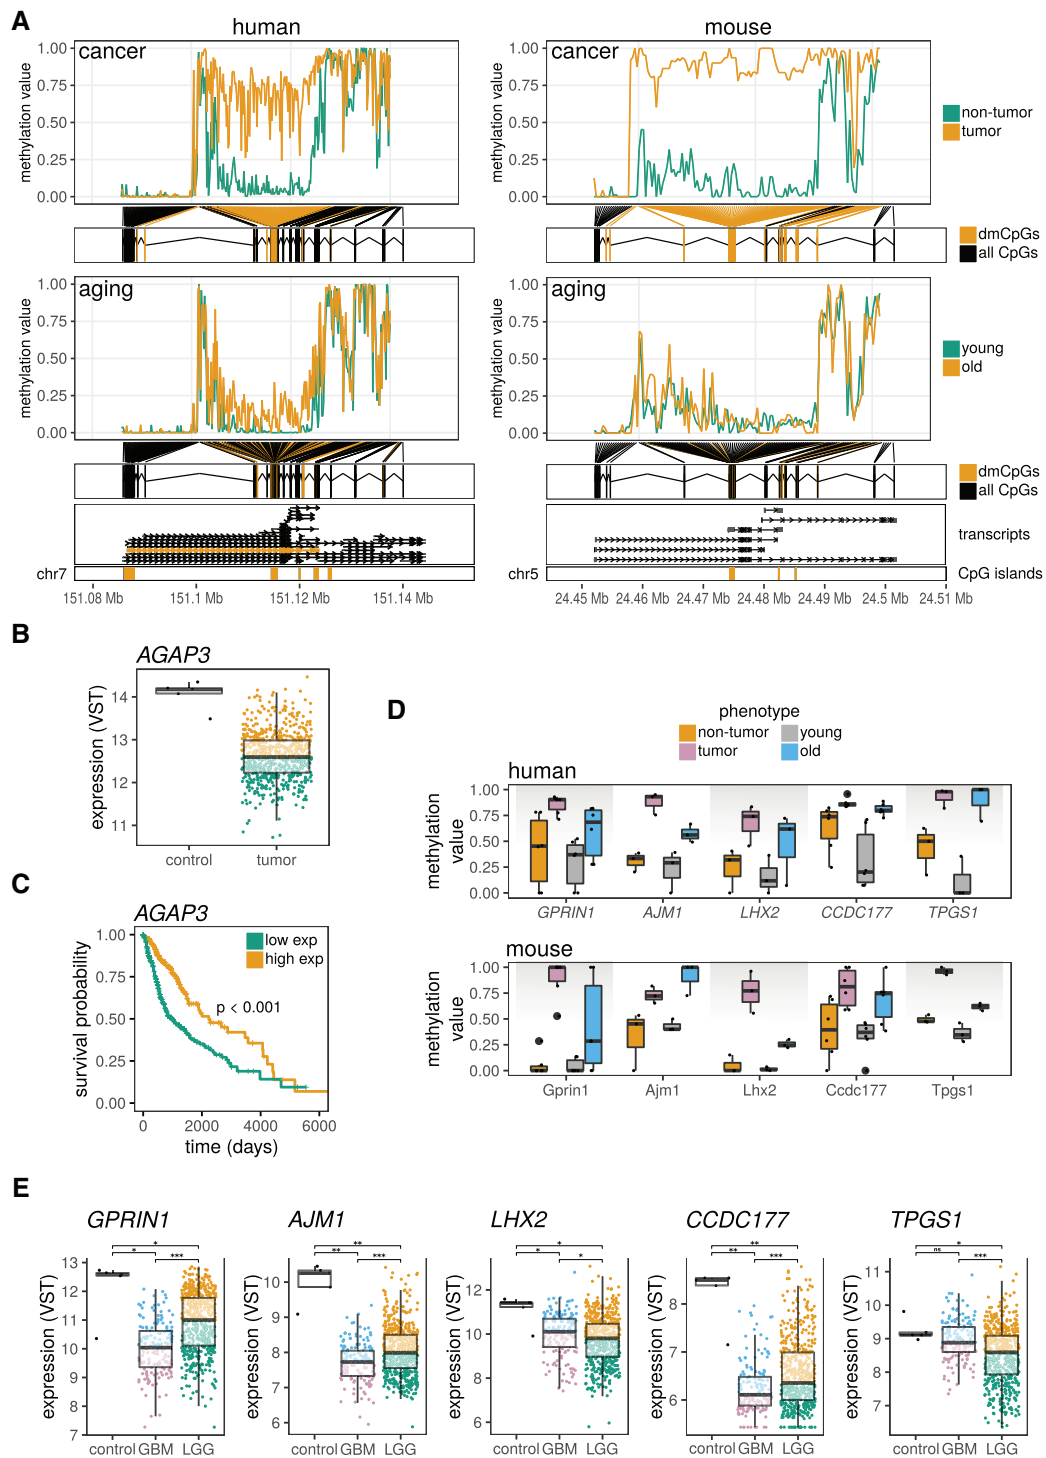 A
human
mouse
cancer
cancer
methylation value
1.00
0.75
0.50
0.25
0.00
methylation value
1.00
0.75
0.50
0.25
0.00
non-tumor
tumor
dmCpGs
all CpGs
aging
aging
methylation value
1.00
0.75
0.50
0.25
0.00
methylation value
1.00
0.75
0.50
0.25
0.00
young
old
dmCpGs
all CpGs
transcripts
chr7
chr5
CpG islands
151.08 Mb 151.1 Mb 151.12 Mb 151.14 Mb
24.45 Mb 24.46 Mb 24.47 Mb 24.48 Mb 24.49 Mb 24.5 Mb 24.51 Mb
B
AGAP3
expression (VST)
14
13
12
11
control tumor
C
AGAP3
low exp
high exp
p < 0.001
survival probability
1.00
0.75
0.50
0.25
1.00
0 2000 4000 6000
time (days)
D
phenotype
non-tumor young
tumor old
human
methylation
value
1.00
0.75
0.50
0.25
0.00
GPRIN1 AJM1 LHX2 CCDC177 TPGS1
mouse
methylation
value
1.00
0.75
0.50
0.25
0.00
Gprin1 Ajm1 Lhx2 Ccdc177 Tpgs1
E
GPRIN1
*
* ***
expression (VST)
13
12
11
10
9
8
7
control GBM LGG
AJM1
**
** ***
expression (VST)
10
9
8
7
6
control GBM LGG
LHX2
*
* *
expression (VST)
12
10
8
6
control GBM LGG
CCDC177
**
** ***
expression (VST)
8
7
6
control GBM LGG
TPGS1
*
ns ***
expression (VST)
11
10
9
8
7
control GBM LGG